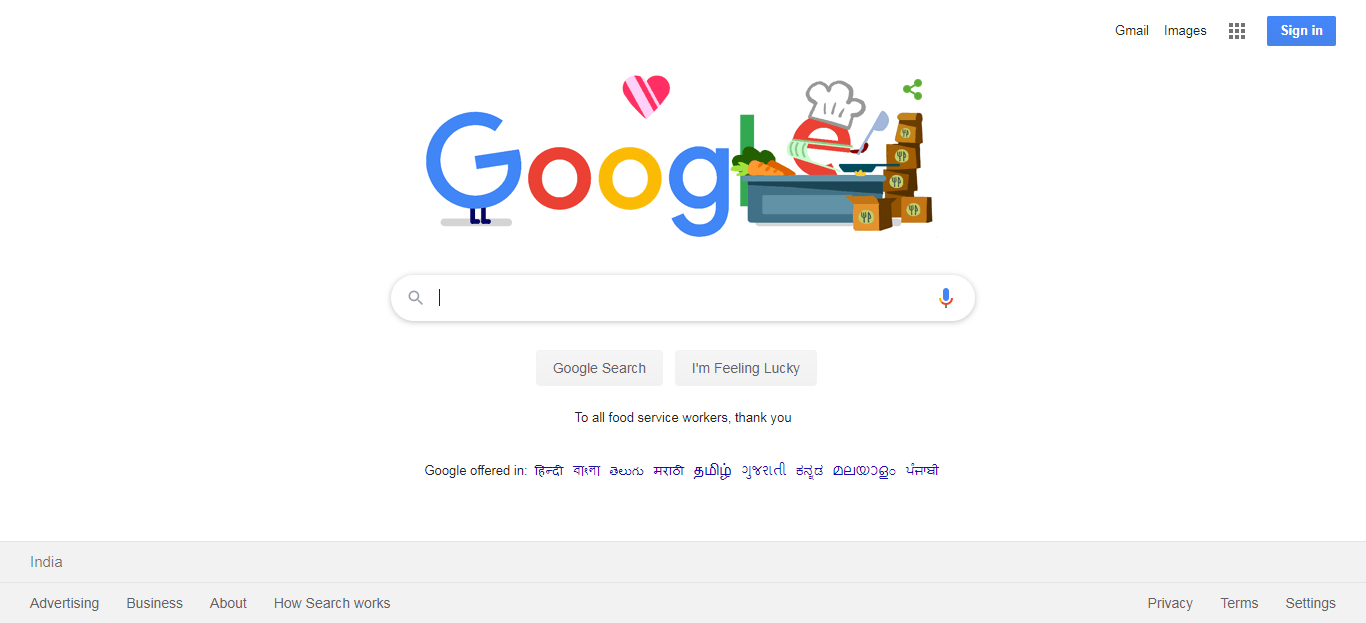 Gmail Images Sign in
Google
Google Search I'm Feeling Lucky
To all food service workers, thank you
Google offered in: हिन्दी বাংলা తెలుగు मराठी தமிழ் ગુજરાતી ಕನ್ನಡ മലയാളം ਪੰਜਾਬੀ
India
Advertising Business About How Search works Privacy Terms Settings